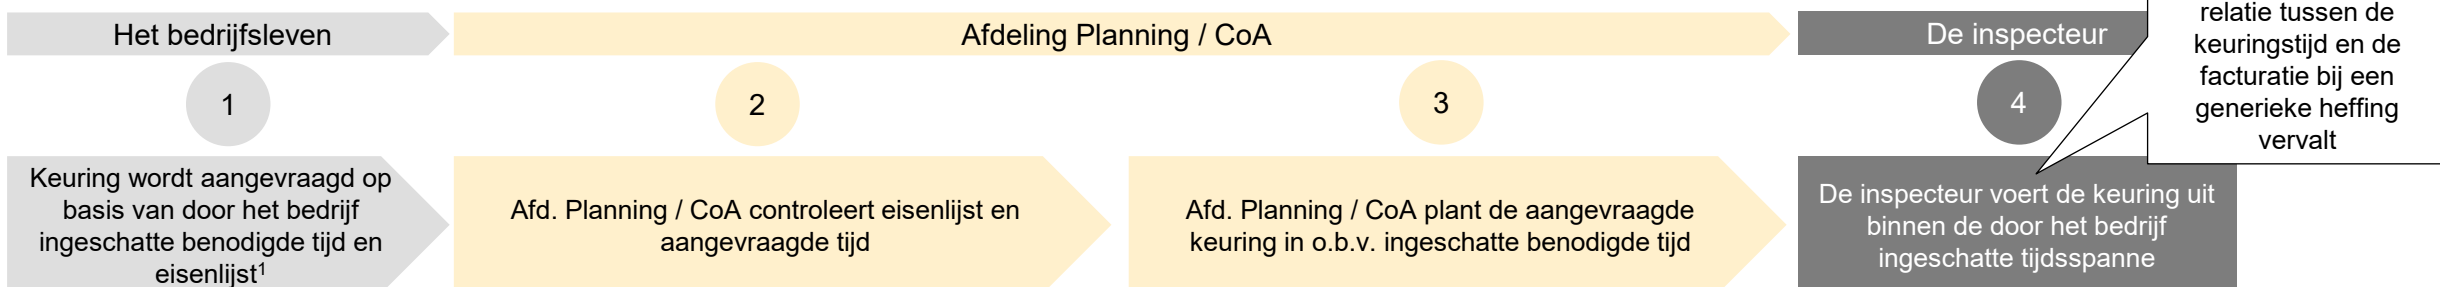 Het bedrijfsleven
Afdeling Planning / CoA
De inspecteur
relatie tussen de
keuringstijd en de
facturatie bij een
generieke heffing
vervalt
1
2
3
4
Keuring wordt aangevraagd op
basis van door het bedrijf
ingeschatte benodigde tijd en
eisenlijst¹
Afd. Planning / CoA controleert eisenlijst en
aangevraagde tijd
Afd. Planning / CoA plant de aangevraagde
keuring in o.b.v. ingeschatte benodigde tijd
De inspecteur voert de keuring uit
binnen de door het bedrijf
ingeschatte tijdsspanne